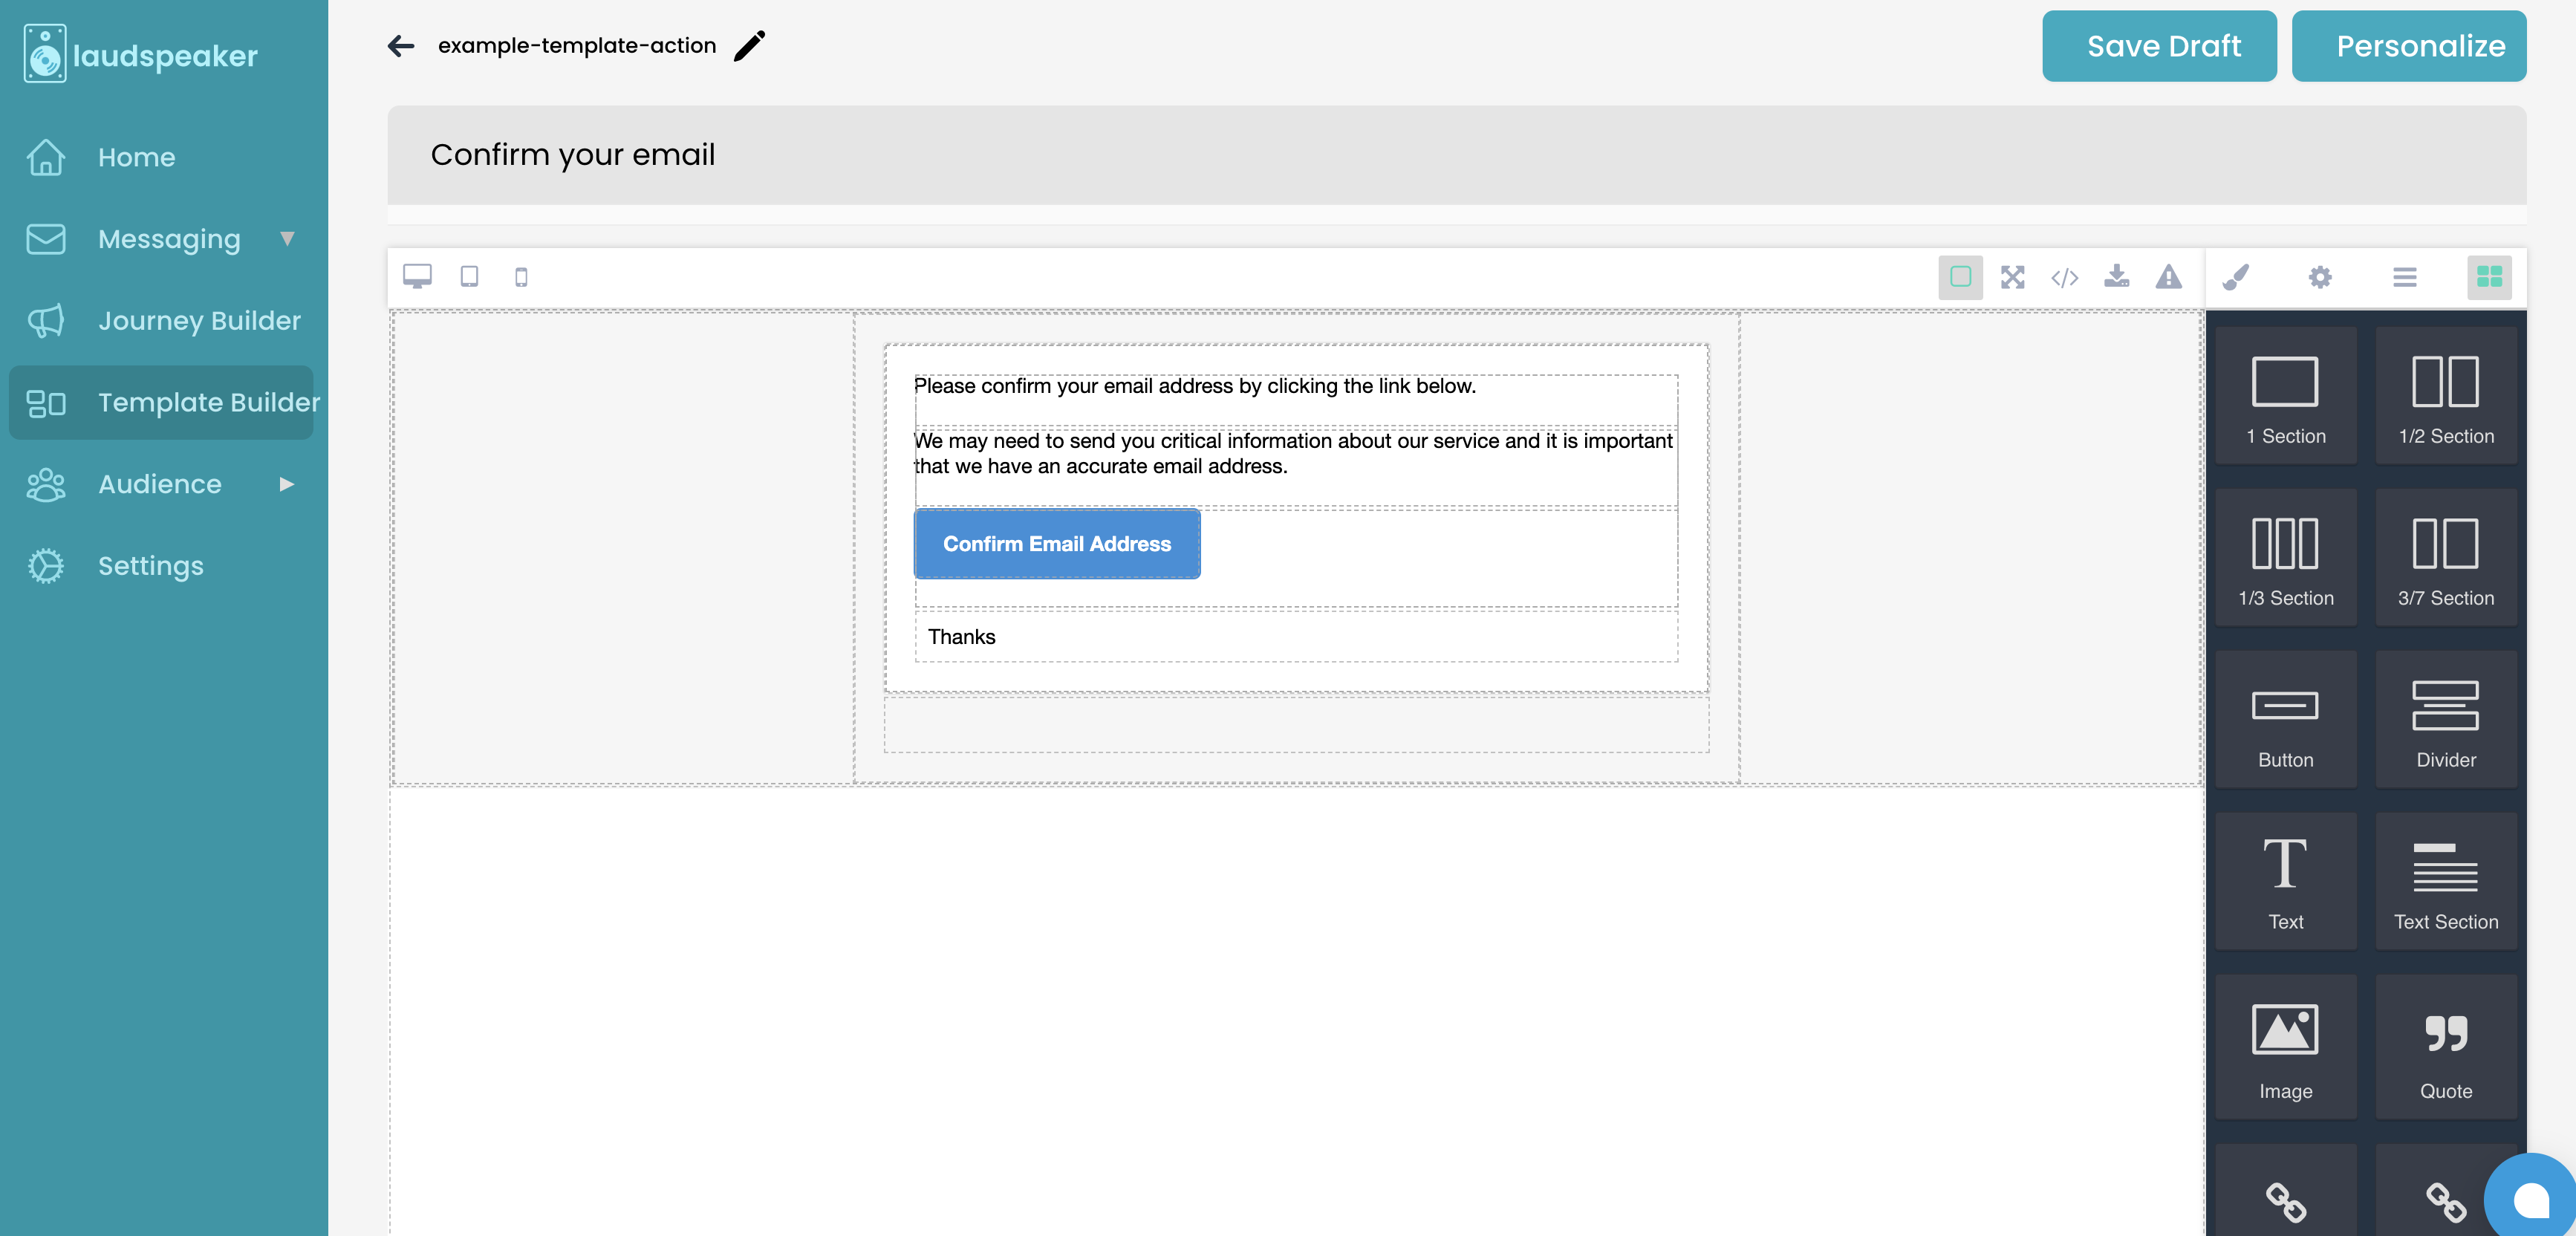 laudspeaker
Home
Messaging
Journey Builder
Template Builder
Audience
Settings
example-template-action
Save Draft
Personalize
Confirm your email
Please confirm your email address by clicking the link below.
We may need to send you critical information about our service and it is important
that we have an accurate email address.
Confirm Email Address
Thanks
1 Section
1/2 Section
1/3 Section
3/7 Section
Button
Divider
Text
Text Section
Image
Quote